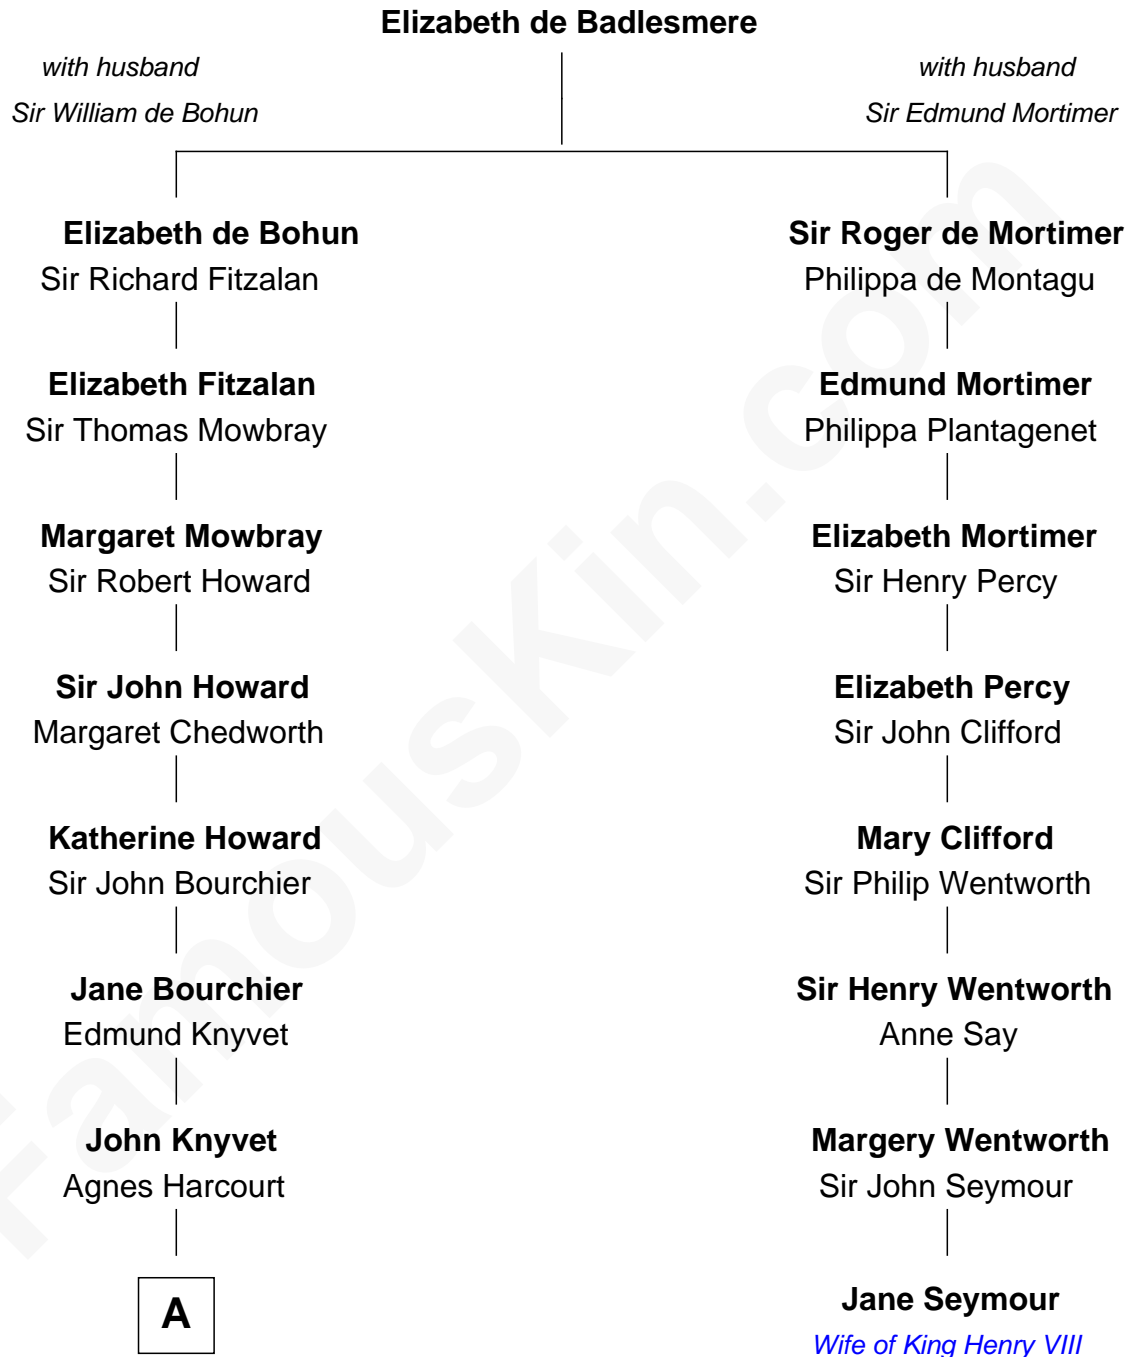 Elizabeth de Badlesmere
with husband
Sir William de Bohun
with husband
Sir Edmund Mortimer
Elizabeth de Bohun
Sir Richard Fitzalan
Sir Roger de Mortimer
Philippa de Montagu
Elizabeth Fitzalan
Sir Thomas Mowbray
Edmund Mortimer
Philippa Plantagenet
Margaret Mowbray
Sir Robert Howard
Elizabeth Mortimer
Sir Henry Percy
Sir John Howard
Margaret Chedworth
Elizabeth Percy
Sir John Clifford
Katherine Howard
Sir John Bourchier
Mary Clifford
Sir Philip Wentworth
Jane Bourchier
Edmund Knyvet
Sir Henry Wentworth
Anne Say
John Knyvet
Agnes Harcourt
Margery Wentworth
Sir John Seymour
A
Jane Seymour
Wife of King Henry VIII
FamousKin.com